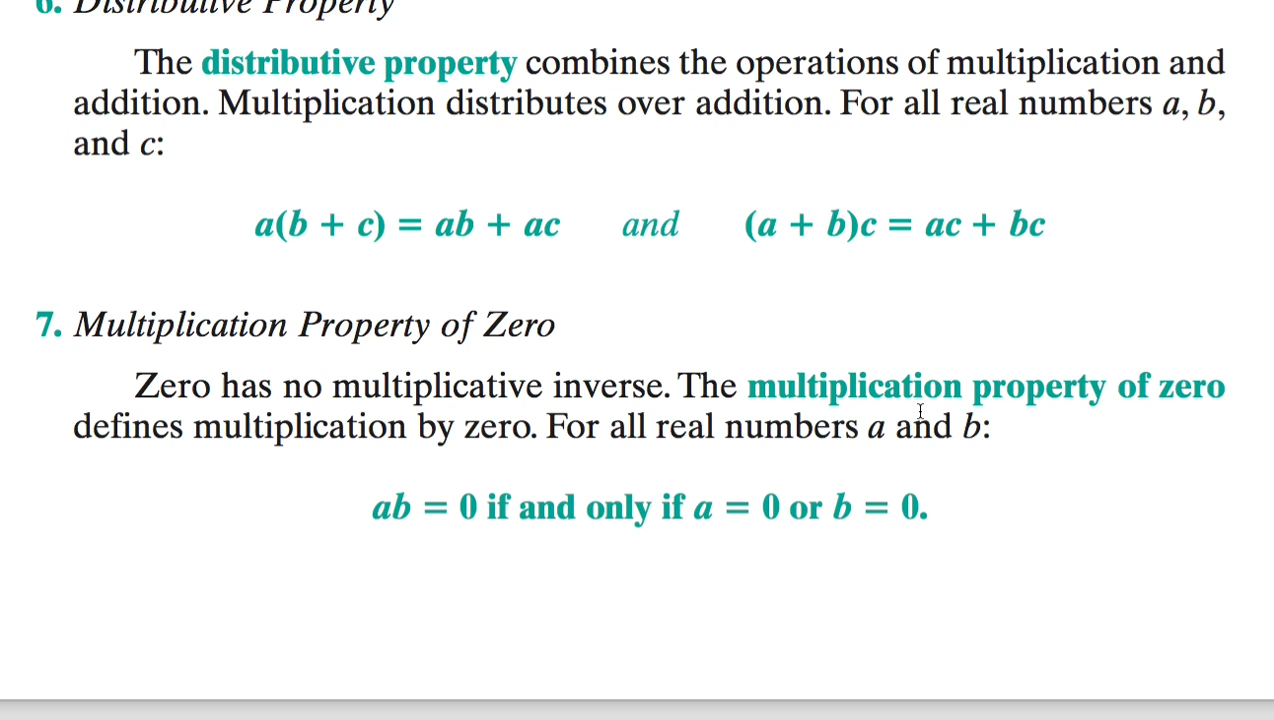 6. Distributive Property
The distributive property combines the operations of multiplication and
addition. Multiplication distributes over addition. For all real numbers a, b,
and c:
a(b + c) = ab + ac and (a + b)c = ac + bc
7. Multiplication Property of Zero
Zero has no multiplicative inverse. The multiplication property of zero
defines multiplication by zero. For all real numbers a and b:
ab = 0 if and only if a = 0 or b = 0.